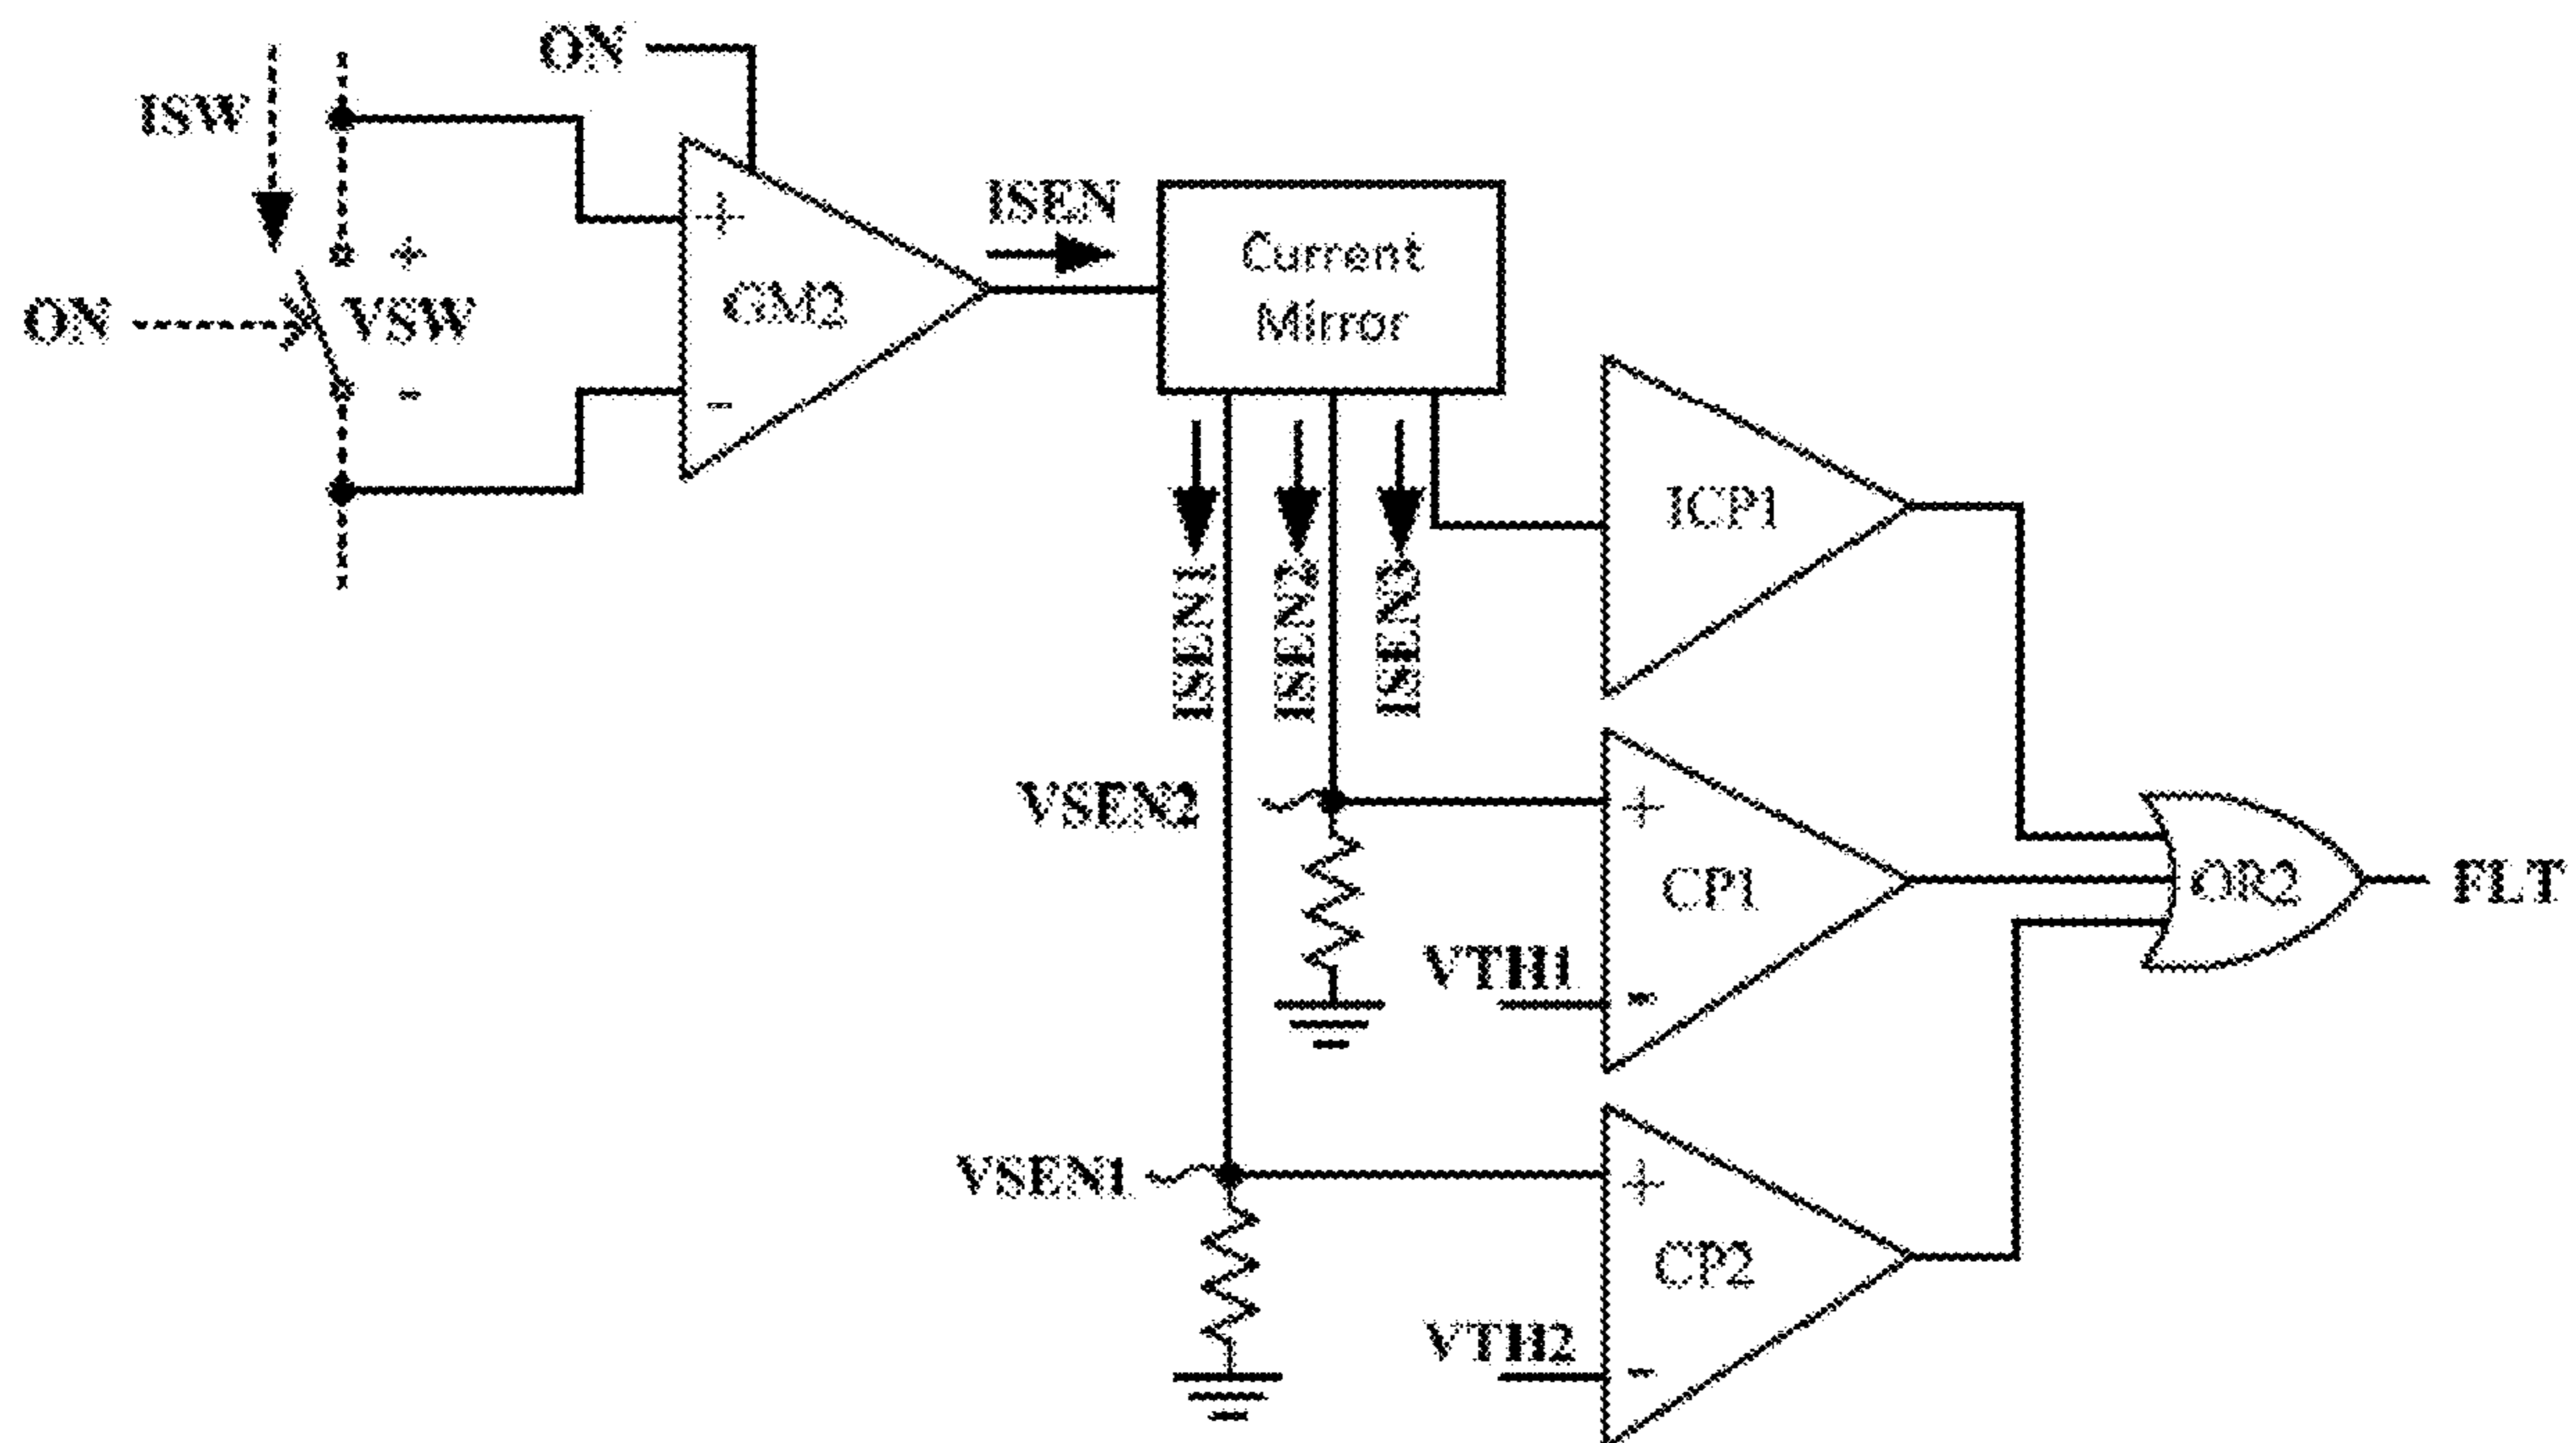 ON
ISW
ISEN
Current
Mirror
+
+
GM2
ON
VSW
-
-
ICP1
ISEN1
ISEN2
ISEN3
VSEN2
+
CP1
OR2
FLT
VTH1
-
VSEN1
+
CP2
VTH2
-